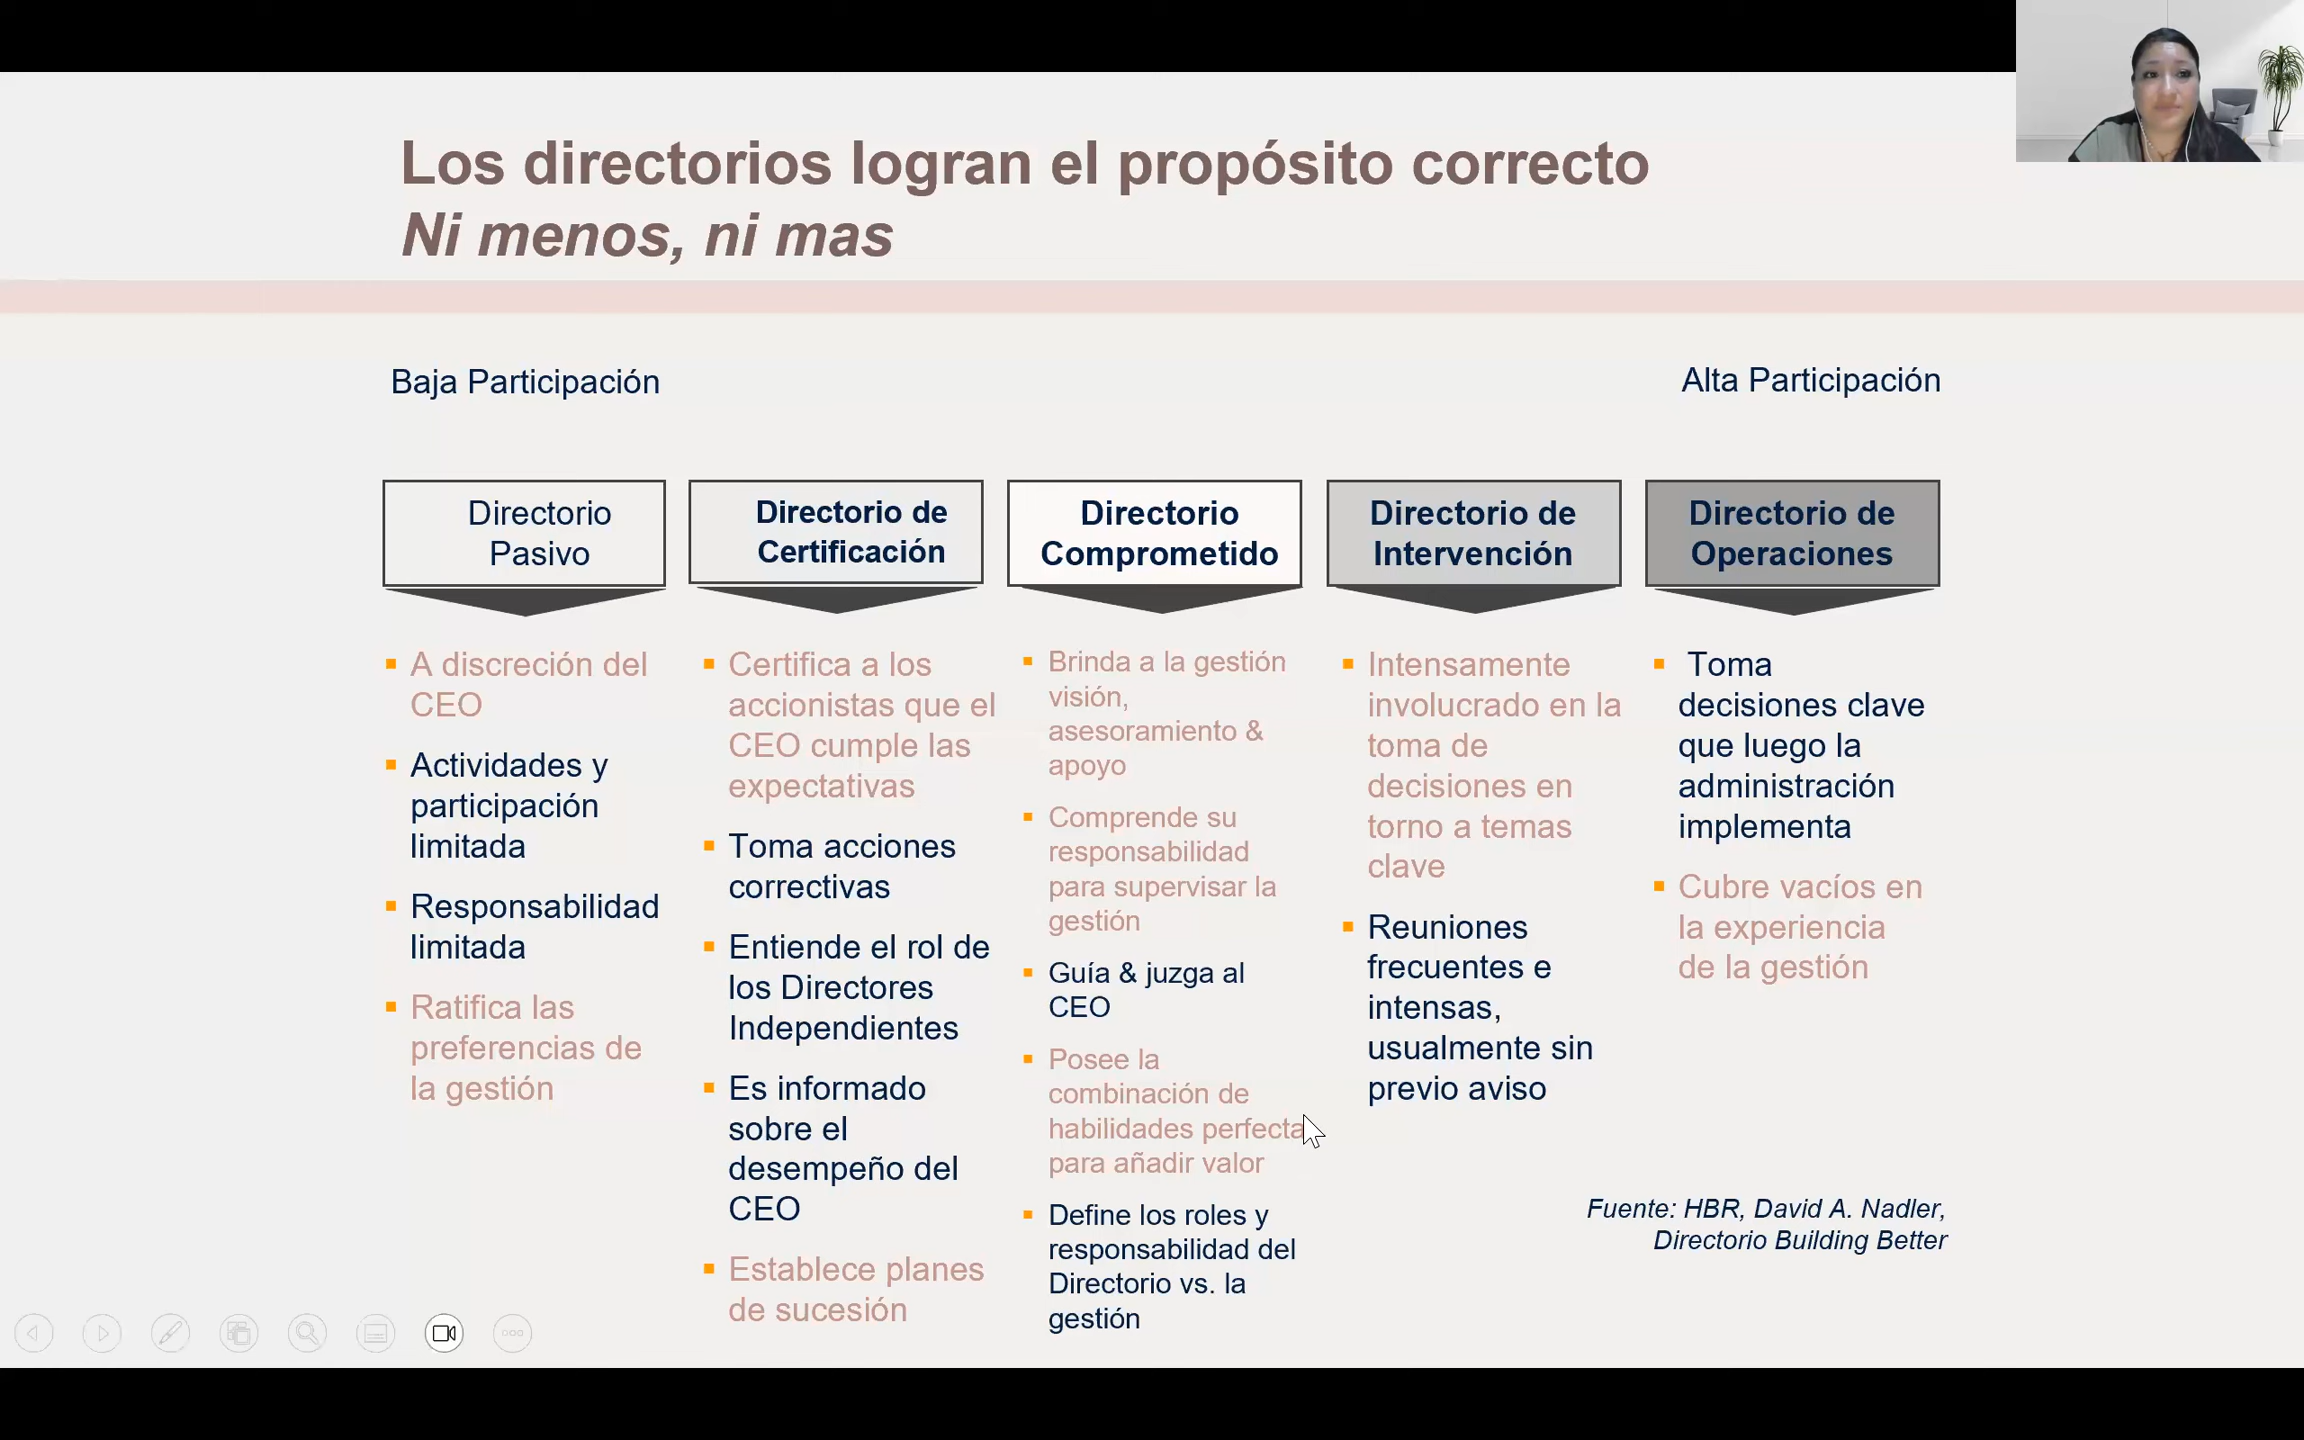 Los directorios logran el propósito correcto
Ni menos, ni mas
Baja Participación
Alta Participación
Directorio
Pasivo
A discreción del
CEO
Actividades y
participación
limitada
Responsabilidad
limitada
Ratifica las
preferencias de
la gestión
Directorio de
Certificación
Certifica a los
accionistas que el
CEO cumple las
expectativas
Toma acciones
correctivas
Entiende el rol de
los Directores
Independientes
Es informado
sobre el
desempeño del
CEO
Establece planes
de sucesión
Directorio
Comprometido
Brinda a la gestión
visión,
asesoramiento &
apoyo
Comprende su
responsabilidad
para supervisar la
gestión
Guía & juzga al
CEO
Posee la
combinación de
habilidades perfecta
para añadir valor
Define los roles y
responsabilidad del
Directorio vs. la
gestión
Directorio de
Intervención
Intensamente
involucrado en la
toma de
decisiones en
torno a temas
clave
Reuniones
frecuentes e
intensas,
usualmente sin
previo aviso
Directorio de
Operaciones
Toma
decisiones clave
que luego la
administración
implementa
Cubre vacíos en
la experiencia
de la gestión
Fuente: HBR, David A. Nadler,
Directorio Building Better